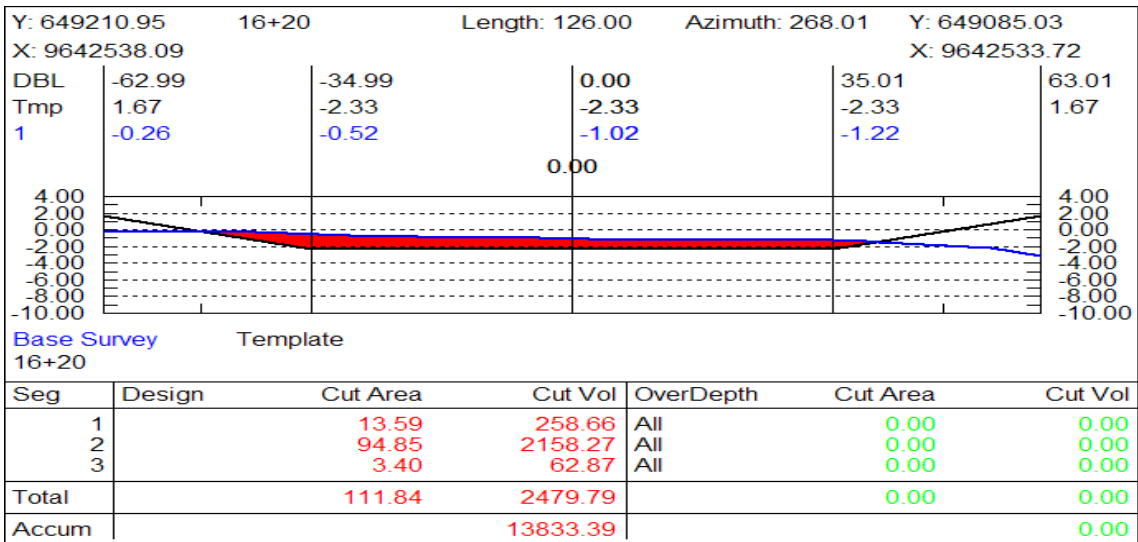 Y: 649210.95 16+20 Length: 126.00 Azimuth: 268.01 Y: 649085.03
X: 9642538.09 X: 9642533.72
DBL -62.99 -34.99 0.00 35.01 63.01
Tmp 1.67 -2.33 -2.33 -2.33 1.67
1 -0.26 -0.52 -1.02 -1.22
0.00
4.00 4.00
2.00 2.00
0.00 0.00
-2.00 -2.00
-4.00 -4.00
-6.00 -6.00
-8.00 -8.00
-10.00 -10.00
Base Survey Template
16+20
Seg Design Cut Area Cut Vol OverDepth Cut Area Cut Vol
1 13.59 258.66 All 0.00 0.00
2 94.85 2158.27 All 0.00 0.00
3 3.40 62.87 All 0.00 0.00
Total 111.84 2479.79 0.00 0.00
Accum 13833.39 0.00